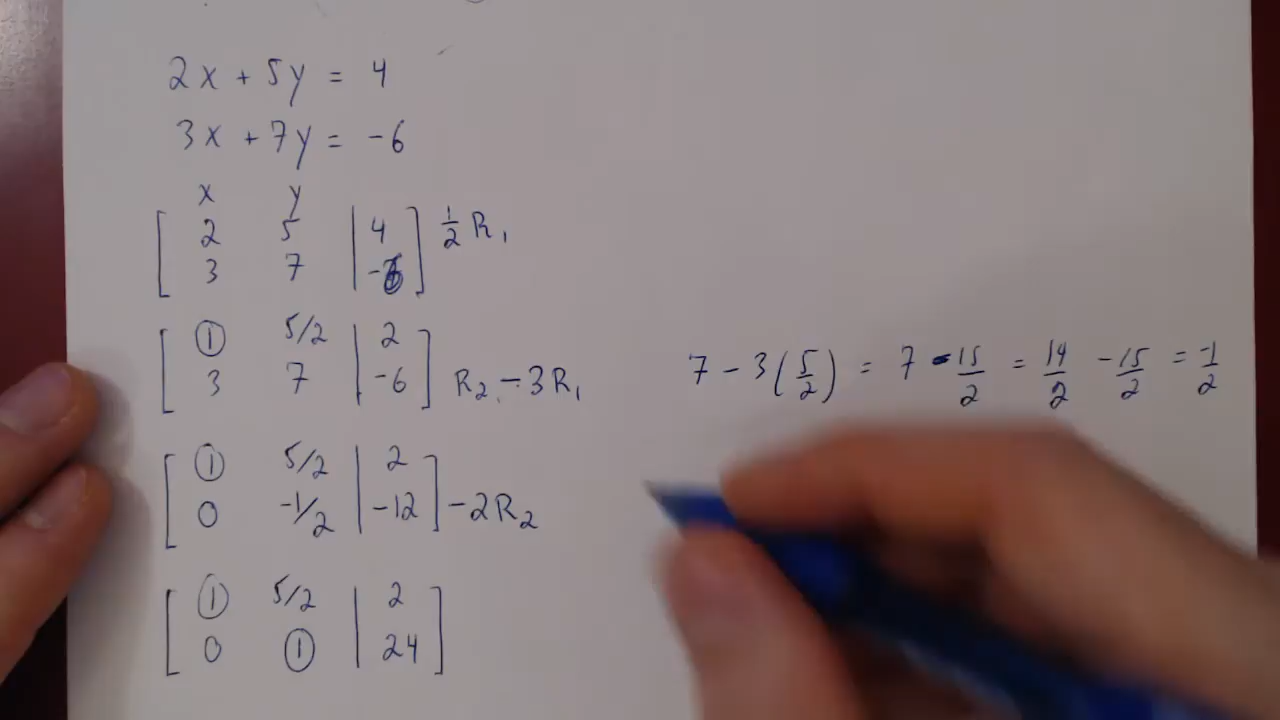 2x + 5y = 4
3x + 7y = -6
x y
[ 2 5 | 4 ] 1/2 R₁
[ 3 7 | -6 ]
[ ① 5/2 | 2 ]
[ 3 7 | -6 ] R₂ - 3R₁
7 - 3(5/2) = 7 - 15/2 = 14/2 - 15/2 = -1/2
[ ① 5/2 | 2 ]
[ 0 -1/2 | -12 ] -2R₂
[ ① 5/2 | 2 ]
[ 0 ① | 24 ]